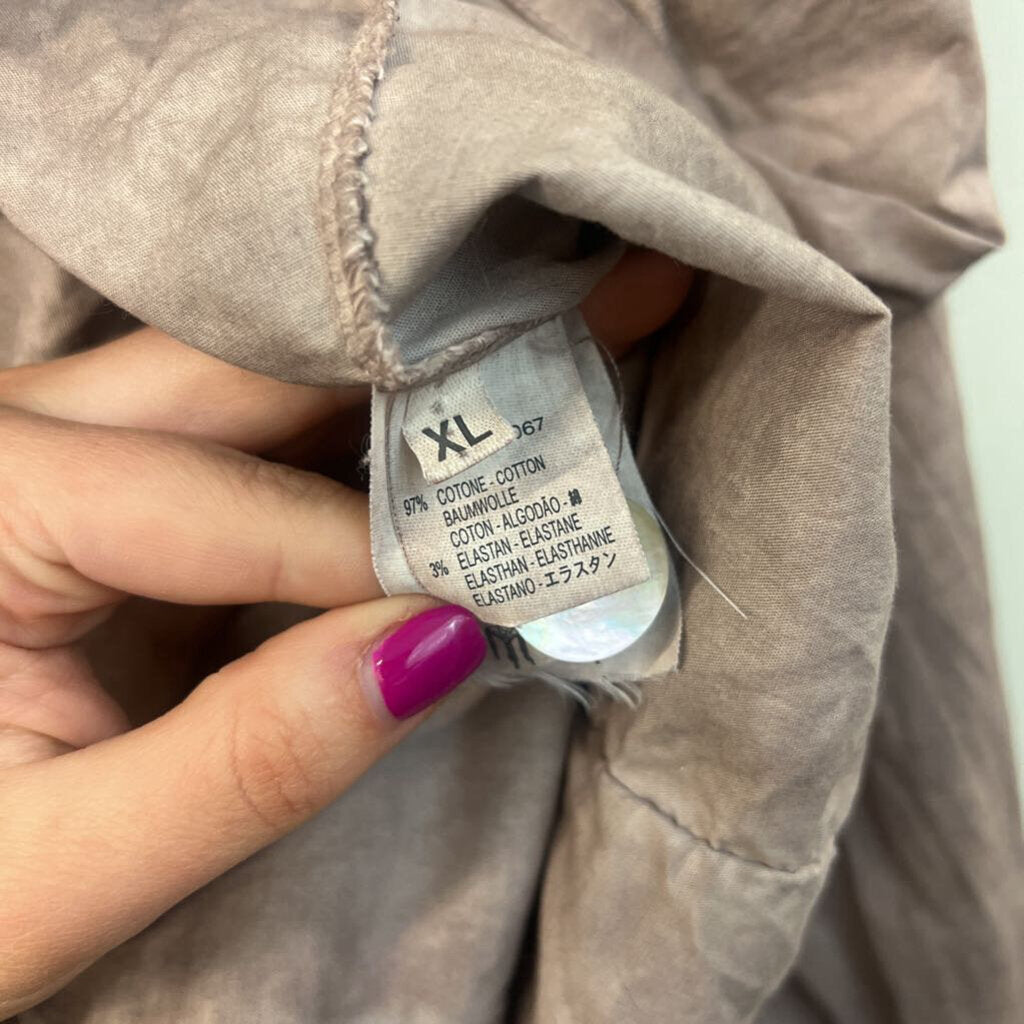 XL
067
97% COTONE - COTTON
BAUMWOLLE
COTON - ALGODÃO - 綿
3% ELASTAN - ELASTANE
ELASTHAN - ELASTHANNE
ELASTANO - エラスタン